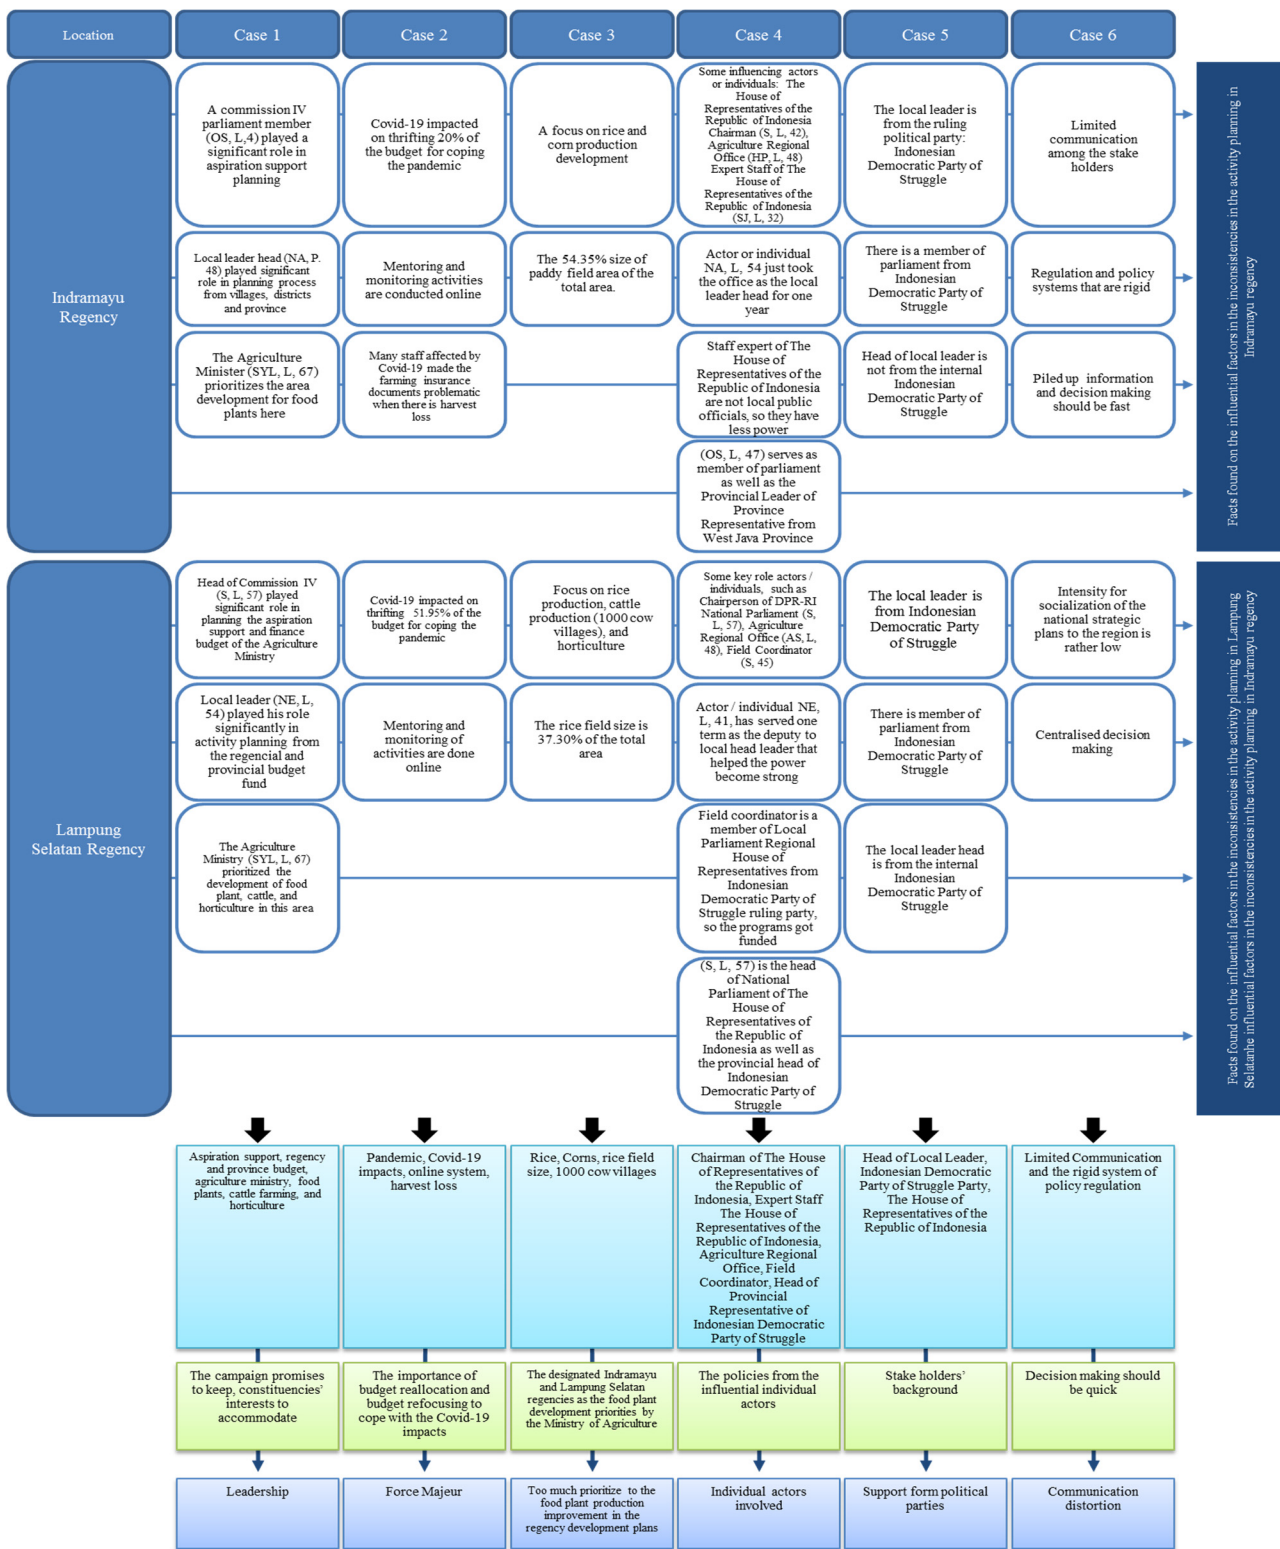 Location
Case 1
Case 2
Case 3
Case 4
Case 5
Case 6
Indramayu
Regency
A commission IV
parliament member
(OS, L,4) played a
significant role in
aspiration support
planning
Covid-19 impacted
on thrifting 20% of
the budget for coping
the pandemic
A focus on rice and
corn production
development
Some influencing actors
or individuals: The
House of
Representatives of the
Republic of Indonesia
Chairman (S, L, 42),
Agriculture Regional
Office (HP, L, 48)
Expert Staff of The
House of
Representatives of the
Republic of Indonesia
(SJ, L, 32)
The local leader is
from the ruling
political party:
Indonesian
Democratic Party of
Struggle
Limited
communication
among the stake
holders
Local leader head (NA, P.
48) played significant
role in planning process
from villages, districts
and province
Mentoring and
monitoring activities
are conducted online
The 54.35% size of
paddy field area of the
total area.
Actor or individual
NA, L, 54 just took
the office as the local
leader head for one
year
There is a member of
parliament from
Indonesian
Democratic Party of
Struggle
Regulation and policy
systems that are rigid
The Agriculture
Minister (SYL, L, 67)
prioritizes the area
development for food
plants here
Many staff affected by
Covid-19 made the
farming insurance
documents problematic
when there is harvest
loss
Staff expert of The
House of
Representatives of the
Republic of Indonesia
are not local public
officials, so they have
less power
Head of local leader is
not from the internal
Indonesian
Democratic Party of
Struggle
Piled up information
and decision making
should be fast
(OS, L, 47) serves as
member of parliament
as well as the
Provincial Leader of
Province
Representative from
West Java Province
Facts found on the influential factors in the inconsistencies in the activity planning in
Indramayu regency
Lampung
Selatan Regency
Head of Commission IV
(S, L, 57) played
significant role in
planning the aspiration
support and finance
budget of the Agriculture
Ministry
Covid-19 impacted on
thrifting 51.95% of the
budget for coping the
pandemic
Focus on rice
production, cattle
production (1000 cow
villages), and
horticulture
Some key role actors /
individuals, such as
Chairperson of DPR-RI
National Parliament (S,
L, 57), Agriculture
Regional Office (AS, L,
48), Field Coordinator
(S, 45)
The local leader is
from Indonesian
Democratic Party
of Struggle
Intensity for
socialization of the
national strategic
plans to the region is
rather low
Local leader (NE, L,
54) played his role
significantly in
activity planning from
the regencial and
provincial budget
fund
Mentoring and
monitoring of
activities are done
online
The rice field size is
37.30% of the total
area
Actor / individual NE,
L, 41, has served one
term as the deputy to
local head leader that
helped the power
become strong
There is member of
parliament from
Indonesian
Democratic Party of
Struggle
Centralised decision
making
The Agriculture
Ministry (SYL, L, 67)
prioritized the
development of food
plant, cattle, and
horticulture in this area
Field coordinator is a
member of Local
Parliament Regional
House of
Representatives from
Indonesian
Democratic Party of
Struggle ruling party,
so the programs got
funded
The local leader head
is from the internal
Indonesian
Democratic Party of
Struggle
(S, L, 57) is the head
of National
Parliament of The
House of
Representatives of
the Republic of
Indonesia as well as
the provincial head of
Indonesian
Democratic Party of
Struggle
Facts found on the influential factors in the inconsistencies in the activity planning in Lampung
Selatanhe influential factors in the inconsistencies in the activity planning in Indramayu regency
Aspiration support, regency
and province budget,
agriculture ministry, food
plants, cattle farming, and
horticulture
Pandemic, Covid-19
impacts, online system,
harvest loss
Rice, Corns, rice field
size, 1000 cow villages
Chairman of The House
of Representatives of
the Republic of
Indonesia, Expert Staff
The House of
Representatives of the
Republic of Indonesia,
Agriculture Regional
Office, Field
Coordinator, Head of
Provincial
Representative of
Indonesian Democratic
Party of Struggle
Head of Local Leader,
Indonesian Democratic
Party of Struggle Party,
The House of
Representatives of the
Republic of Indonesia
Limited Communication
and the rigid system of
policy regulation
The campaign promises
to keep, constituencies'
interests to
accommodate
The importance of
budget reallocation and
budget refocusing to
cope with the Covid-19
impacts
The designated Indramayu
and Lampung Selatan
regencies as the food plant
development priorities by
the Ministry of Agriculture
The policies from the
influential individual
actors
Stake holders'
background
Decision making should
be quick
Leadership
Force Majeur
Too much prioritize to the
food plant production
improvement in the
regency development plans
Individual actors
involved
Support form political
parties
Communication
distortion